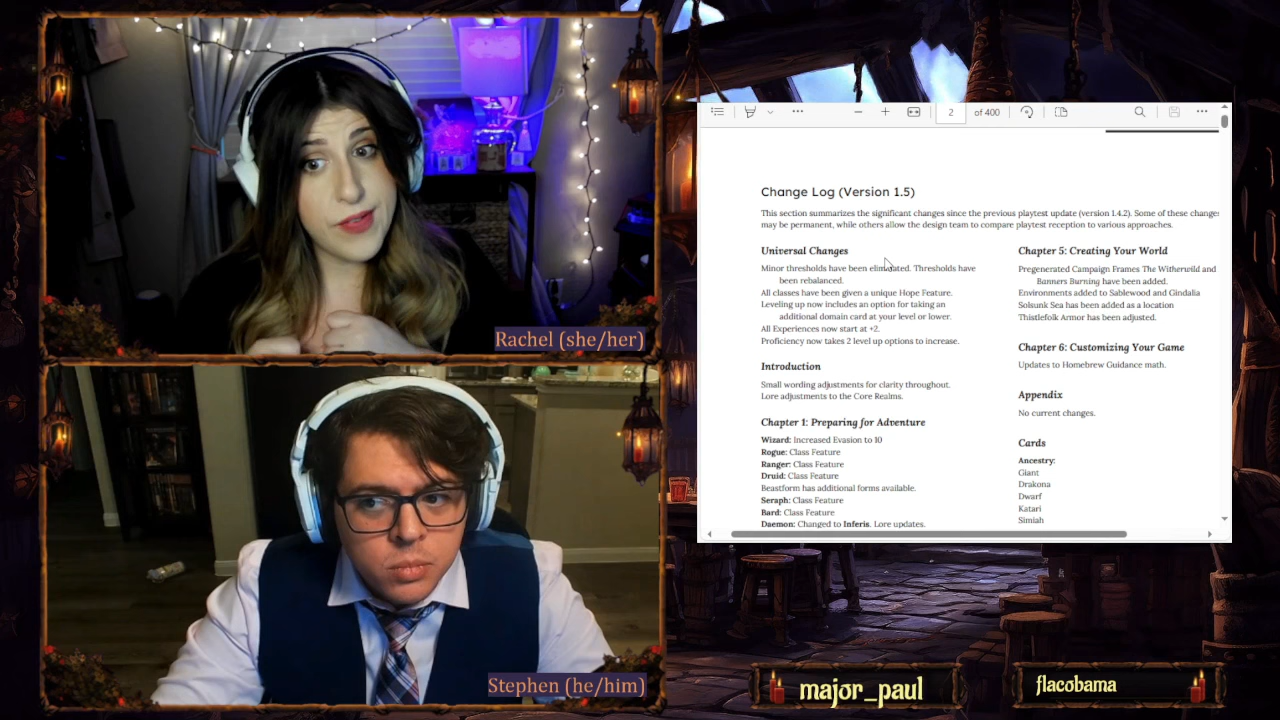 Rachel (she/her)
Stephen (he/him)
2 of 400
Change Log (Version 1.5)
This section summarizes the significant changes since the previous playtest update (version 1.4.2). Some of these changes
may be permanent, while others allow the design team to compare playtest reception to various approaches.
Universal Changes
Minor thresholds have been eliminated. Thresholds have
been rebalanced.
All classes have been given a unique Hope Feature.
Leveling up now includes an option for taking an
additional domain card at your level or lower.
All Experiences now start at +2.
Proficiency now takes 2 level up options to increase.
Introduction
Small wording adjustments for clarity throughout.
Lore adjustments to the Core Realms.
Chapter 1: Preparing for Adventure
Wizard: Increased Evasion to 10
Rogue: Class Feature
Ranger: Class Feature
Druid: Class Feature
Beastform has additional forms available.
Seraph: Class Feature
Bard: Class Feature
Daemon: Changed to Inferis. Lore updates.
Chapter 5: Creating Your World
Pregenerated Campaign Frames The Witherwild and
Banners Burning have been added.
Environments added to Sablewood and Gindalia
Solsunk Sea has been added as a location
Thistlefolk Armor has been adjusted.
Chapter 6: Customizing Your Game
Updates to Homebrew Guidance math.
Appendix
No current changes.
Cards
Ancestry:
Giant
Drakona
Dwarf
Katari
Simiah
major_paul
flacobama